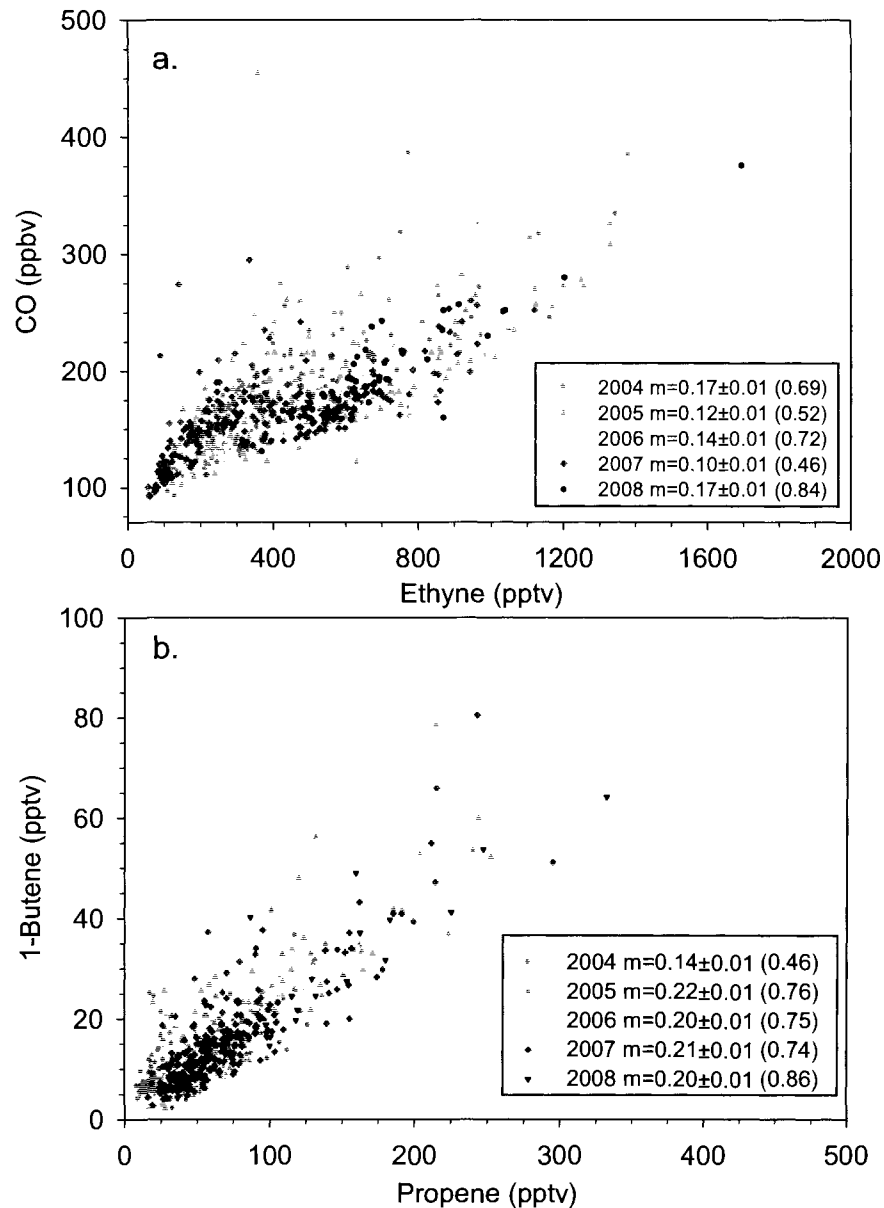 500
a.
400
CO (ppbv)
300
200
100
2004 m=0.17±0.01 (0.69)
2005 m=0.12±0.01 (0.52)
2006 m=0.14±0.01 (0.72)
2007 m=0.10±0.01 (0.46)
2008 m=0.17±0.01 (0.84)
0 400 800 1200 1600 2000
Ethyne (pptv)
100
b.
80
1-Butene (pptv)
60
40
20
0
2004 m=0.14±0.01 (0.46)
2005 m=0.22±0.01 (0.76)
2006 m=0.20±0.01 (0.75)
2007 m=0.21±0.01 (0.74)
2008 m=0.20±0.01 (0.86)
0 100 200 300 400 500
Propene (pptv)